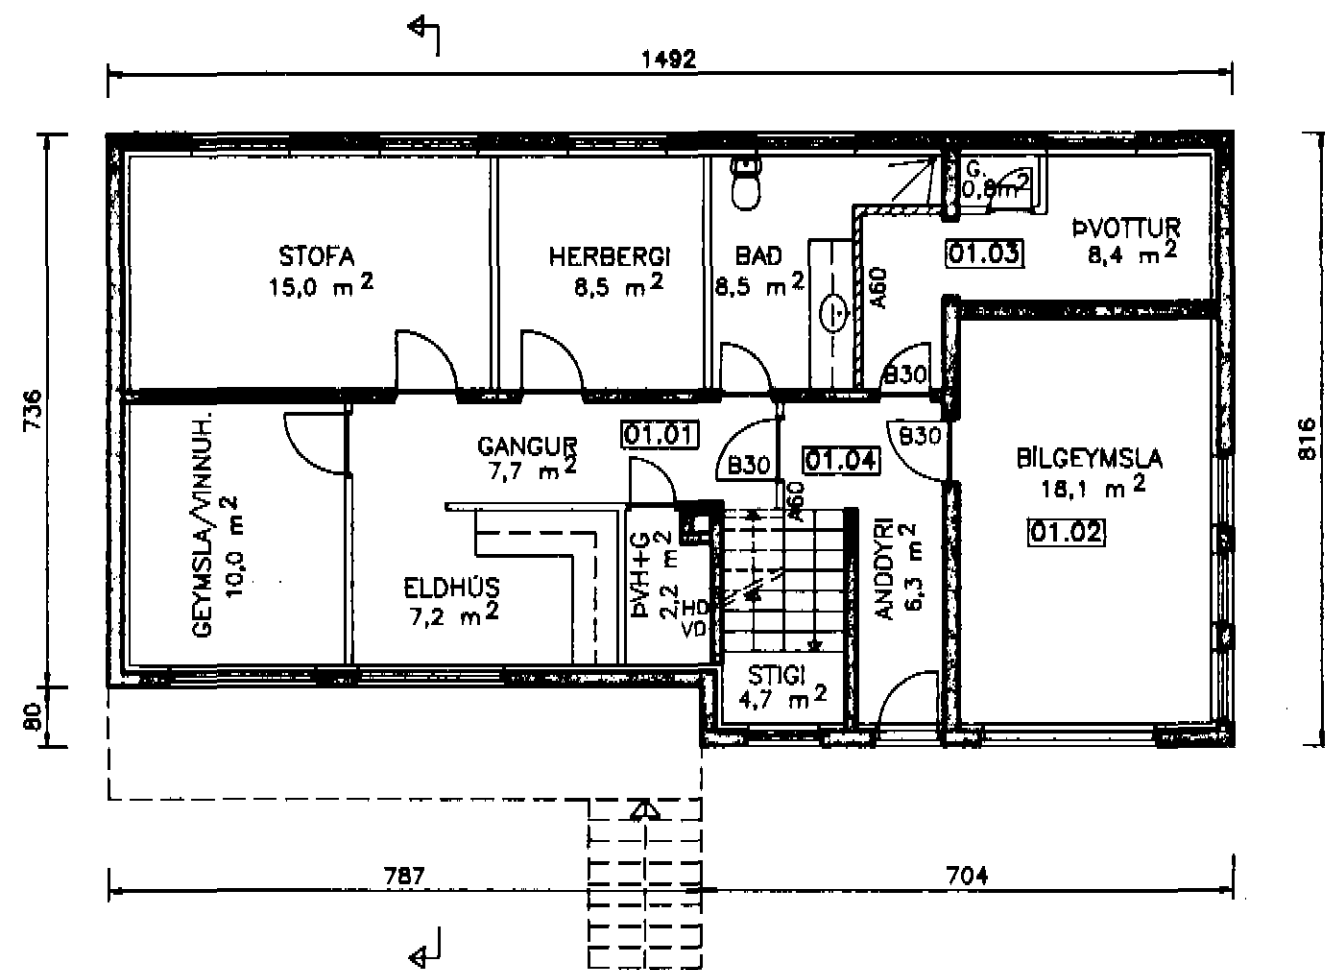 1492
G.
0,8m²
STOFA
15,0 m²
HERBERGI
8,5 m²
BAÐ
8,5 m²
A60
01.03
ÞVOTTUR
8,4 m²
736
816
B30
GEYMSLA/VINNUH.
10,0 m²
GANGUR
7,7 m²
01.01
B30
01.04
B30
BÍLGEYMSLA
18,1 m²
01.02
A60
ELDHÚS
7,2 m²
ÞVH+G
2,2 m²
HD
VD
ANDDYRI
6,3 m²
STIGI
4,7 m²
80
787
704